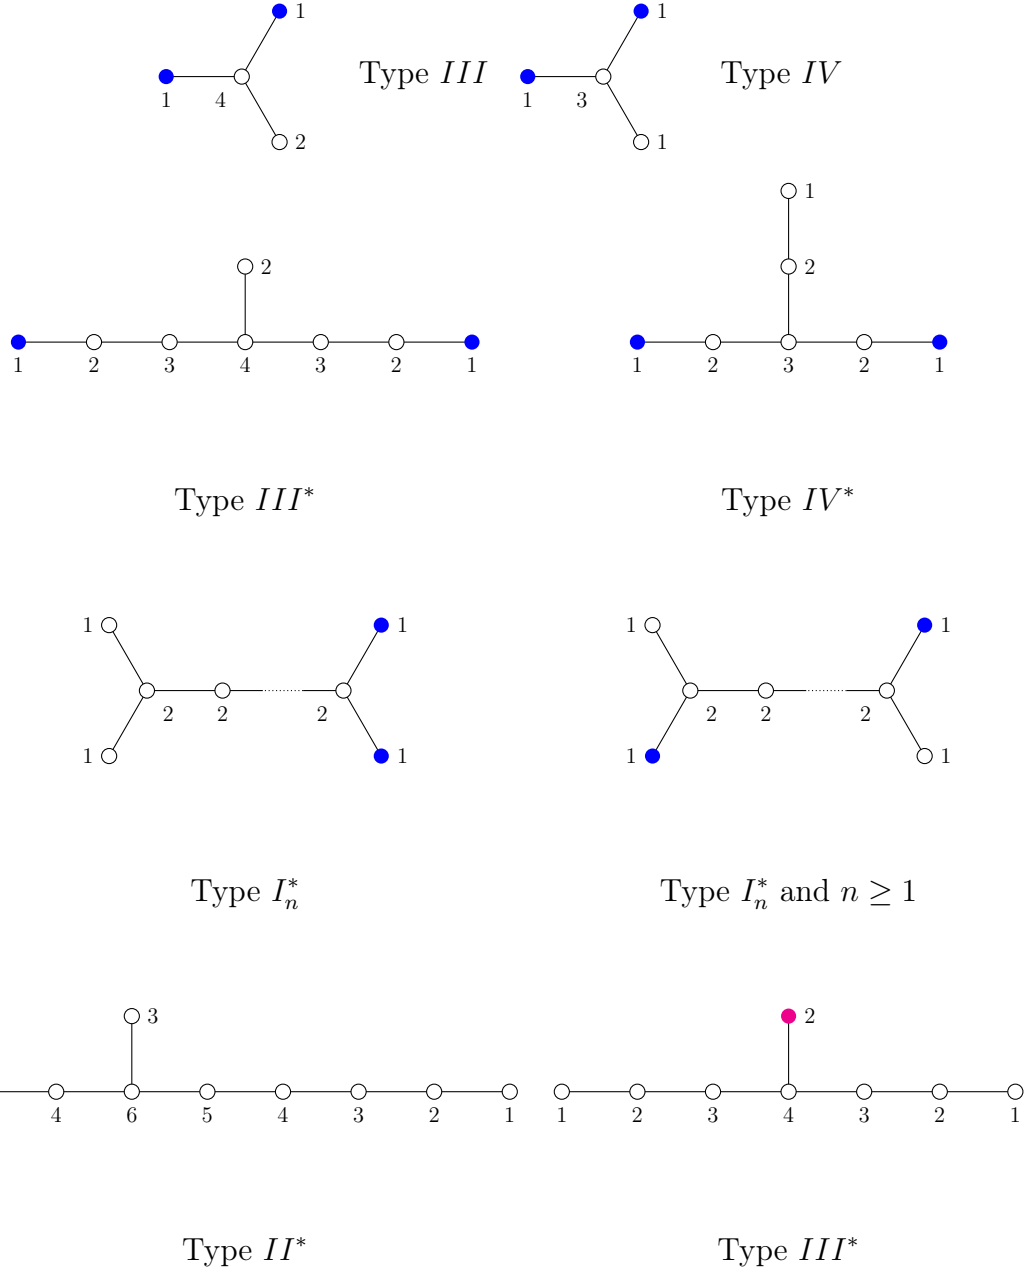 1 1
1 4 Type III 1 3 Type IV
2 1
1
2 2
1 2 3 4 3 2 1 1 2 3 2 1
Type III* Type IV*
1 1 1 1
2 2 2 2 2 2
1 1 1 1
Type I*n Type I*n and n ≥ 1
3 2
4 6 5 4 3 2 1 1 2 3 4 3 2 1
Type II* Type III*